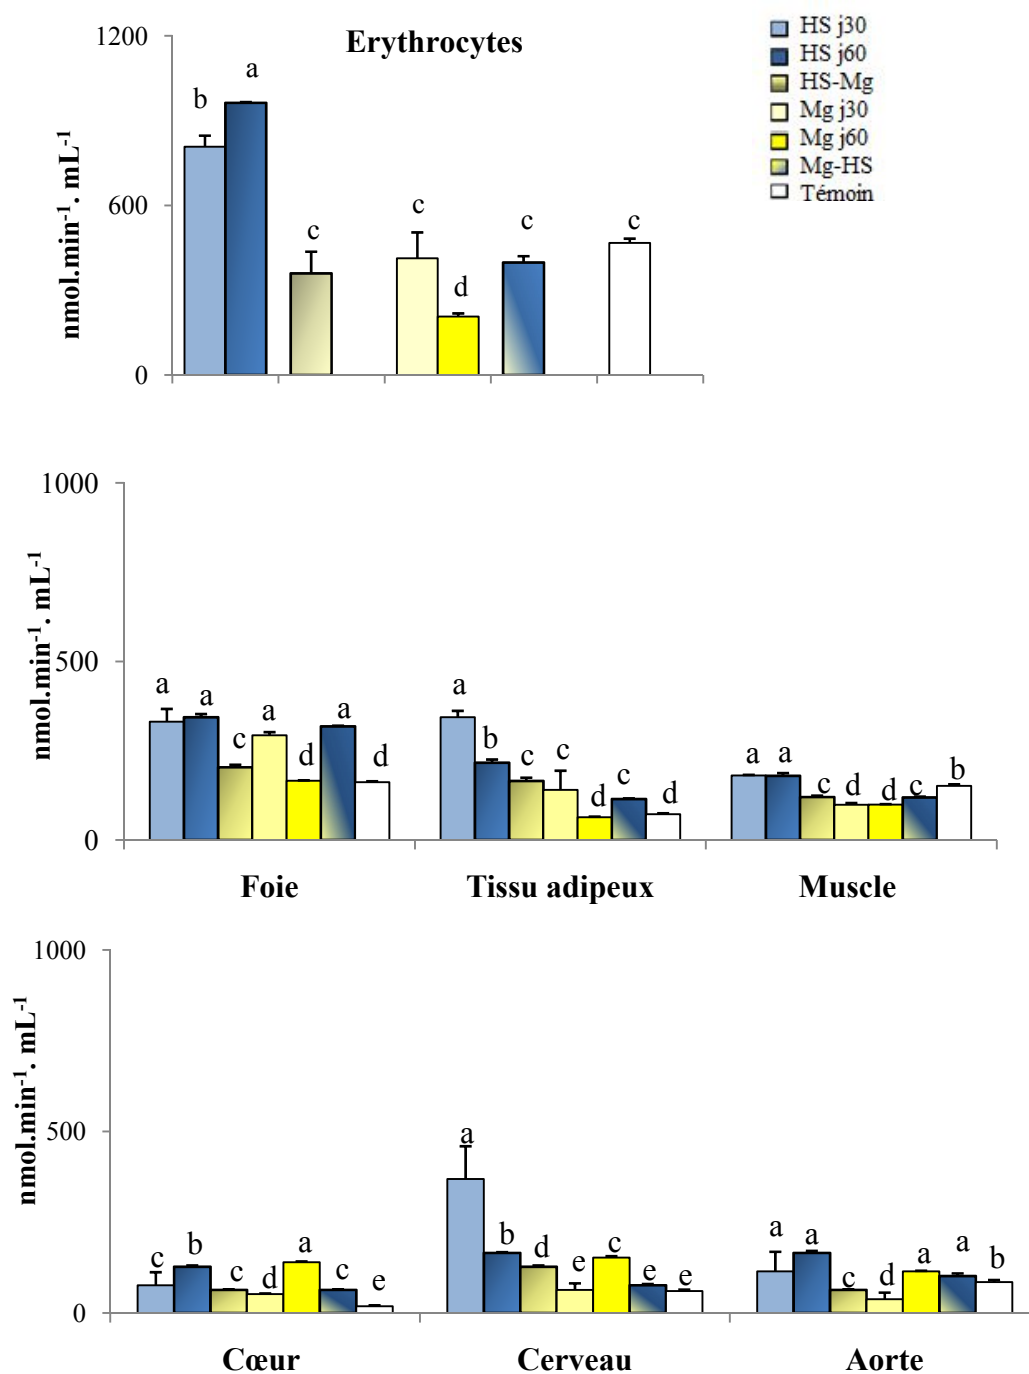 Erythrocytes
HS j30
HS j60
HS-Mg
Mg j30
Mg j60
Mg-HS
Témoin
nmol.min⁻¹. mL⁻¹
1200
600
0
b a c c d c c
nmol.min⁻¹. mL⁻¹
1000
500
0
a a c a d a d
a b c c d c d
a a c d d c b
Foie Tissu adipeux Muscle
nmol.min⁻¹. mL⁻¹
1000
500
0
c b c d a c e
a b d e c e e
a a c d a a b
Cœur Cerveau Aorte